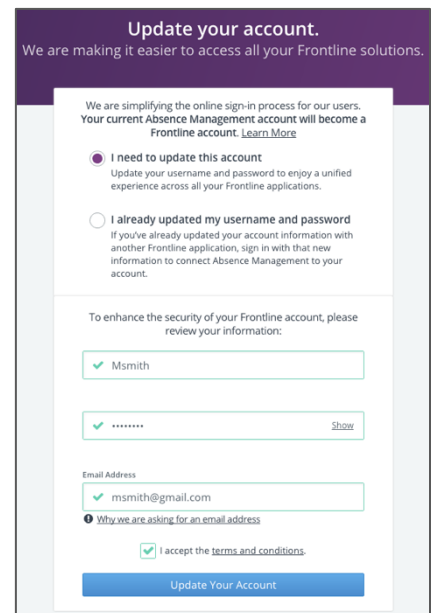 Update your account.
We are making it easier to access all your Frontline solutions.
We are simplifying the online sign-in process for our users.
Your current Absence Management account will become a
Frontline account. Learn More
I need to update this account
Update your username and password to enjoy a unified
experience across all your Frontline applications.
I already updated my username and password
If you've already updated your account information with
another Frontline application, sign in with that new
information to connect Absence Management to your
account.
To enhance the security of your Frontline account, please
review your information:
Msmith
•••••••• Show
Email Address
msmith@gmail.com
Why we are asking for an email address
I accept the terms and conditions.
Update Your Account